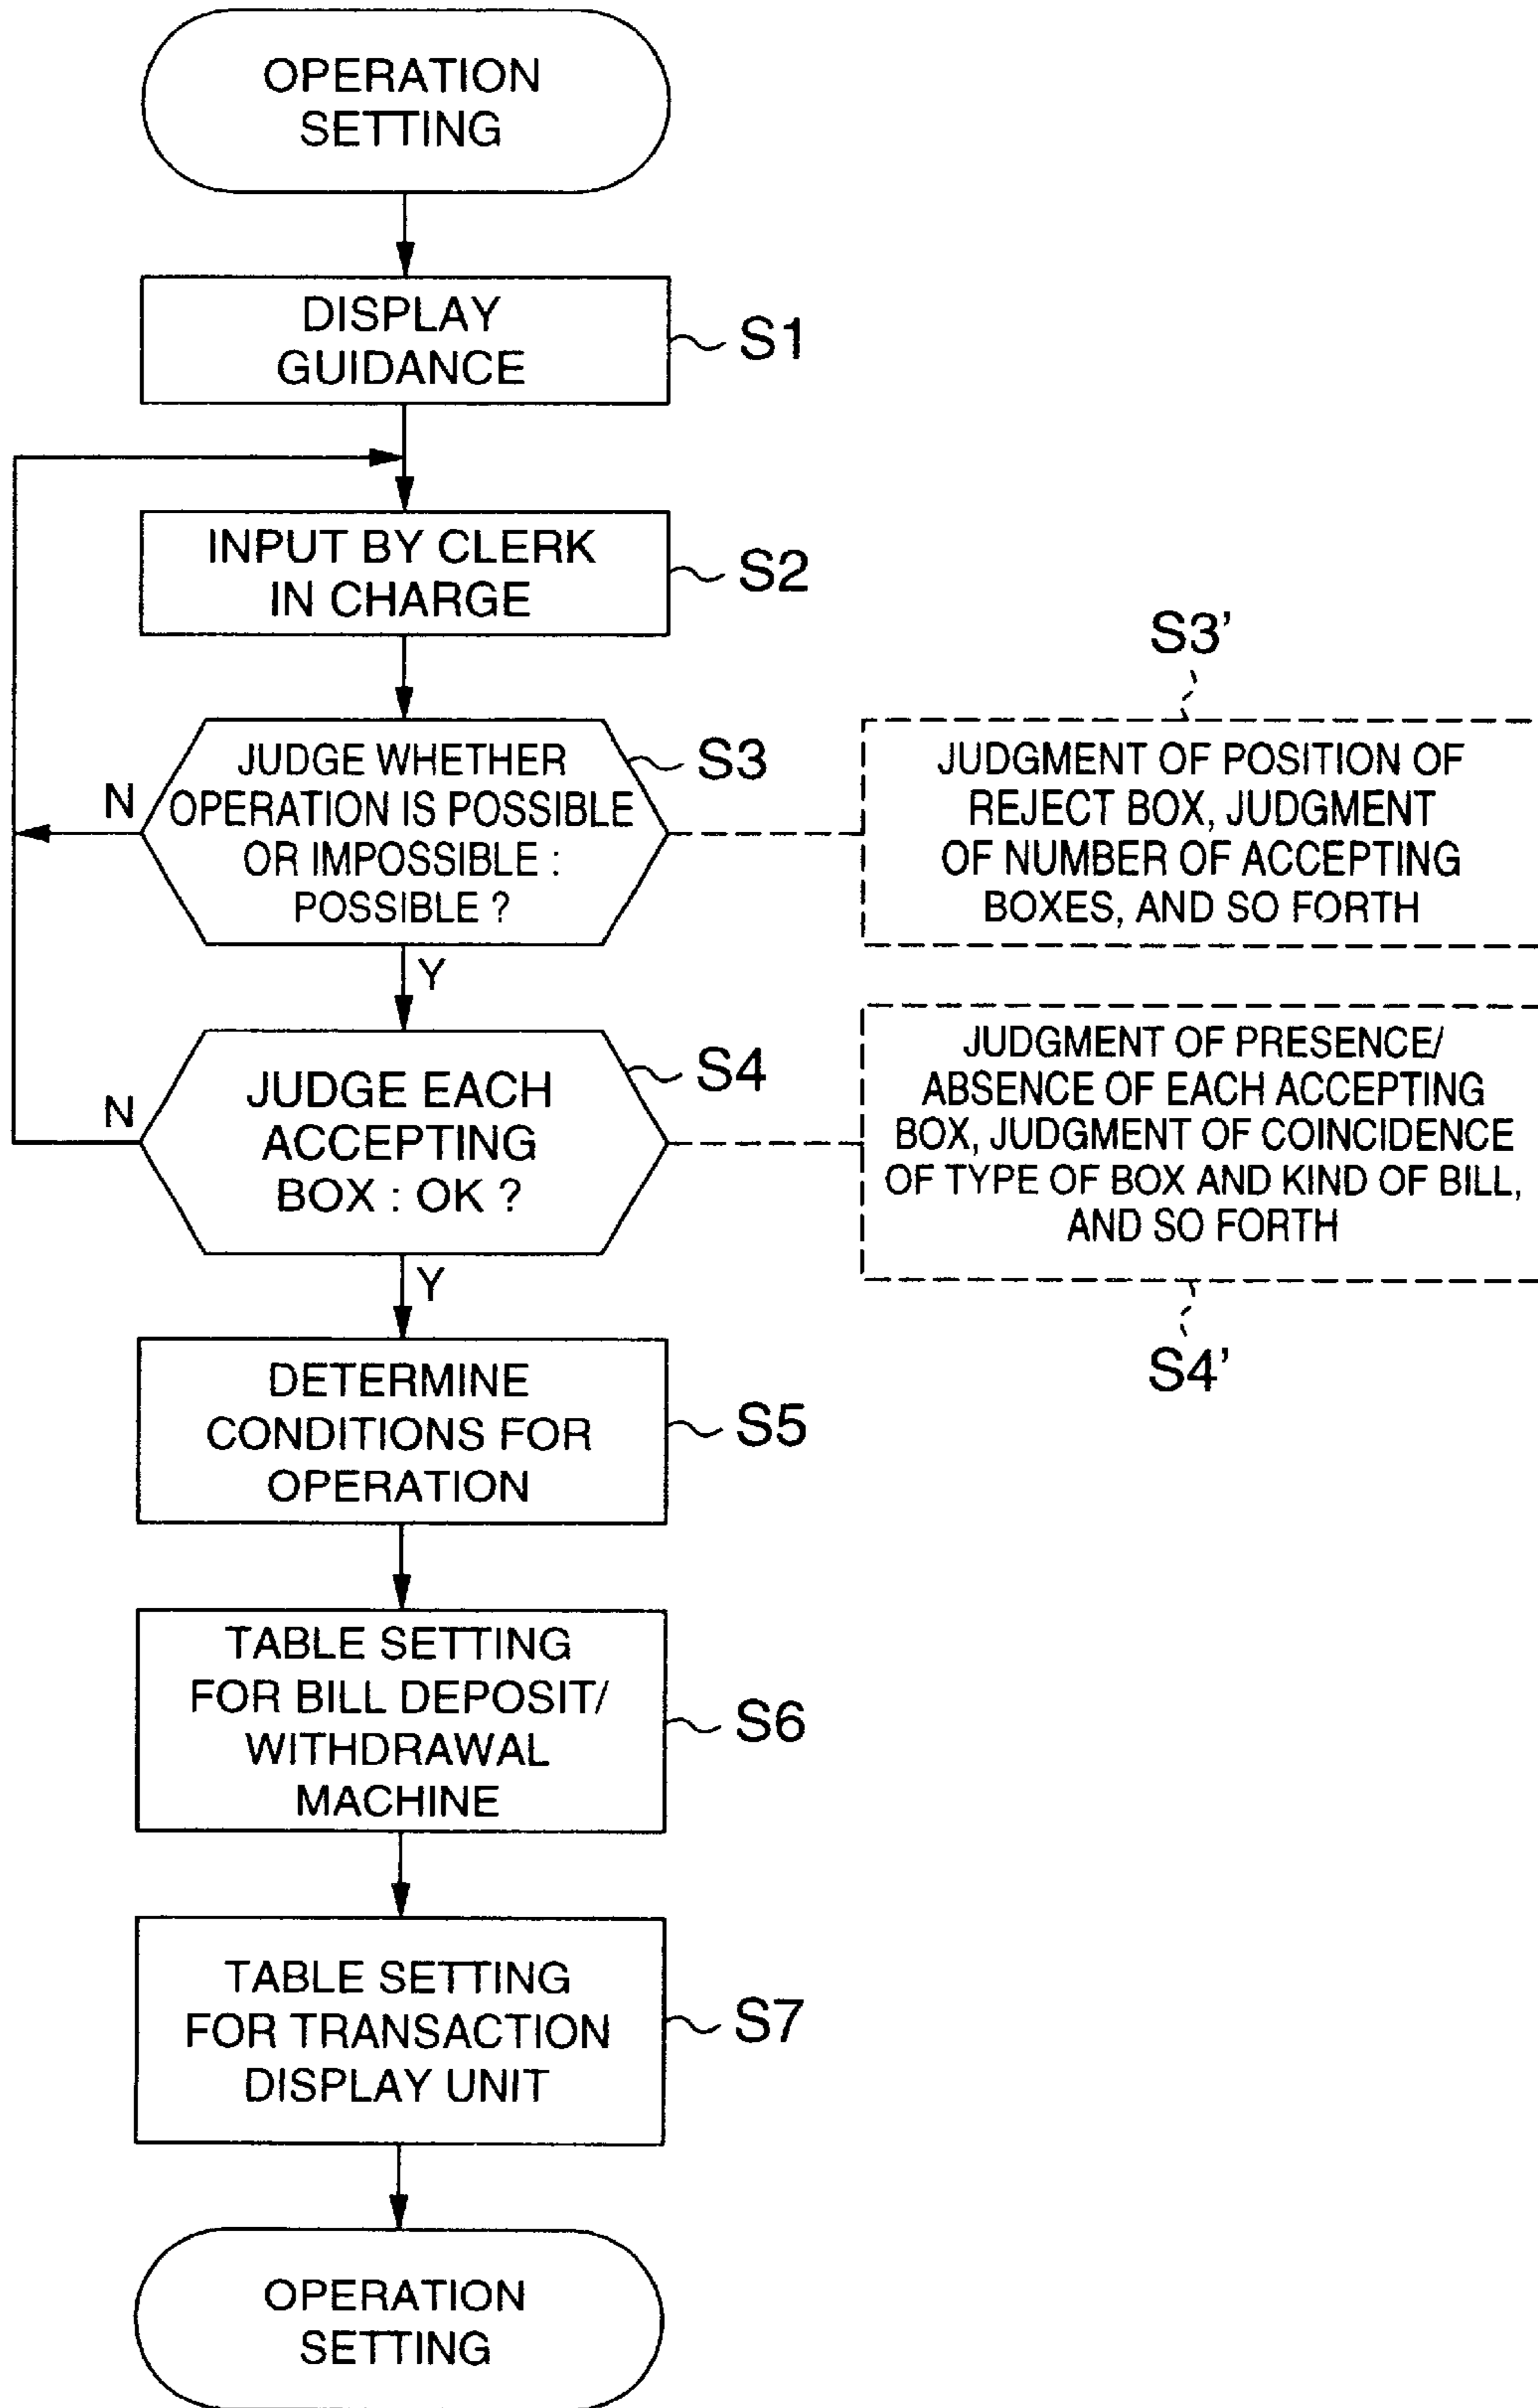 OPERATION
SETTING
DISPLAY
GUIDANCE
S1
INPUT BY CLERK
IN CHARGE
S2
JUDGE WHETHER
OPERATION IS POSSIBLE
OR IMPOSSIBLE :
POSSIBLE ?
S3
N
Y
S3'
JUDGMENT OF POSITION OF
REJECT BOX, JUDGMENT
OF NUMBER OF ACCEPTING
BOXES, AND SO FORTH
JUDGE EACH
ACCEPTING
BOX : OK ?
S4
N
Y
JUDGMENT OF PRESENCE/
ABSENCE OF EACH ACCEPTING
BOX, JUDGMENT OF COINCIDENCE
OF TYPE OF BOX AND KIND OF BILL,
AND SO FORTH
S4'
DETERMINE
CONDITIONS FOR
OPERATION
S5
TABLE SETTING
FOR BILL DEPOSIT/
WITHDRAWAL
MACHINE
S6
TABLE SETTING
FOR TRANSACTION
DISPLAY UNIT
S7
OPERATION
SETTING